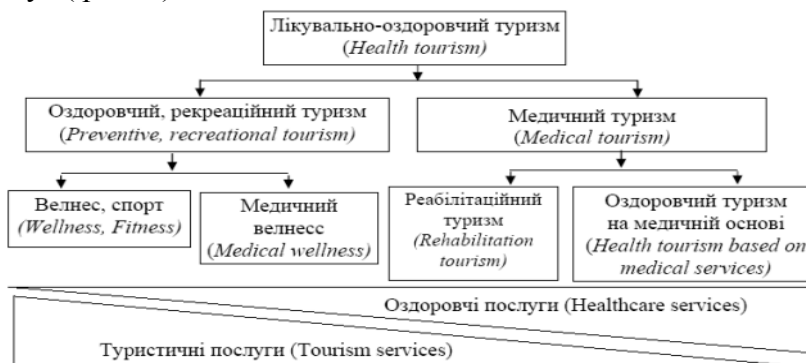 Лікувально-оздоровчий туризм
(Health tourism)
Оздоровчий, рекреаційний туризм
(Preventive, recreational tourism)
Медичний туризм
(Medical tourism)
Велнес, спорт
(Wellness, Fitness)
Медичний
велнесс
(Medical wellness)
Реабілітаційний
туризм
(Rehabilitation
tourism)
Оздоровчий туризм
на медичній основі
(Health tourism based on
medical services)
Оздоровчі послуги (Healthcare services)
Туристичні послуги (Tourism services)